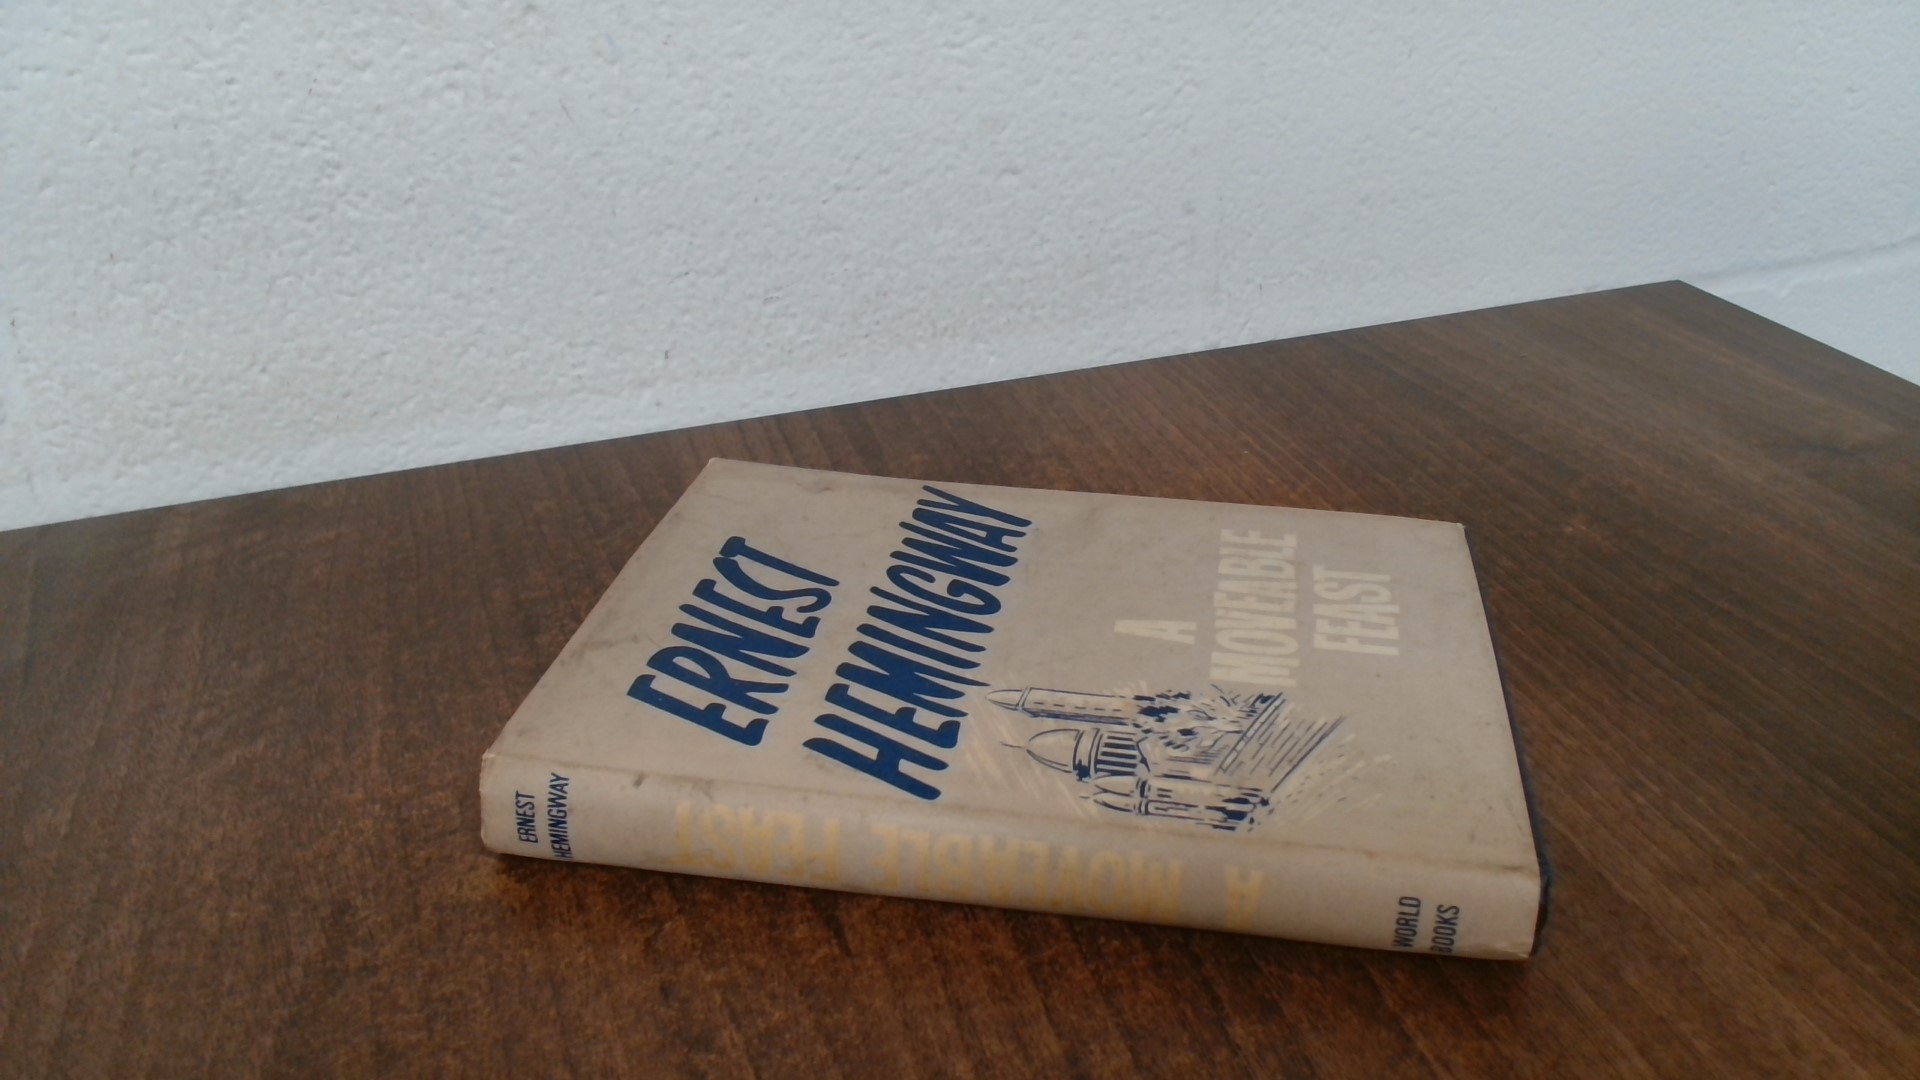 ERNEST
HEMINGWAY
A
MOVEABLE
FEAST
ERNEST
HEMINGWAY
A MOVEABLE FEAST
WORLD
BOOKS